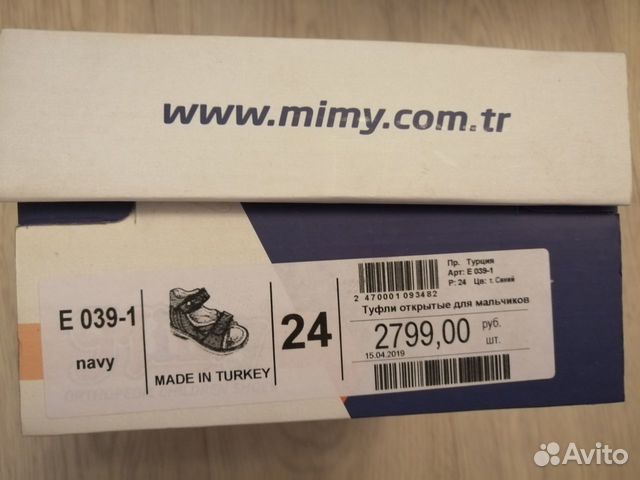 www.mimy.com.tr
E 039-1
navy
MADE IN TURKEY
24
2 470001 093482
Пр. Турция
Арт: E 039-1
Р: 24 Цв: т. Синий
Туфли открытые для мальчиков
2799,00 руб.
шт.
15.04.2019
Avito